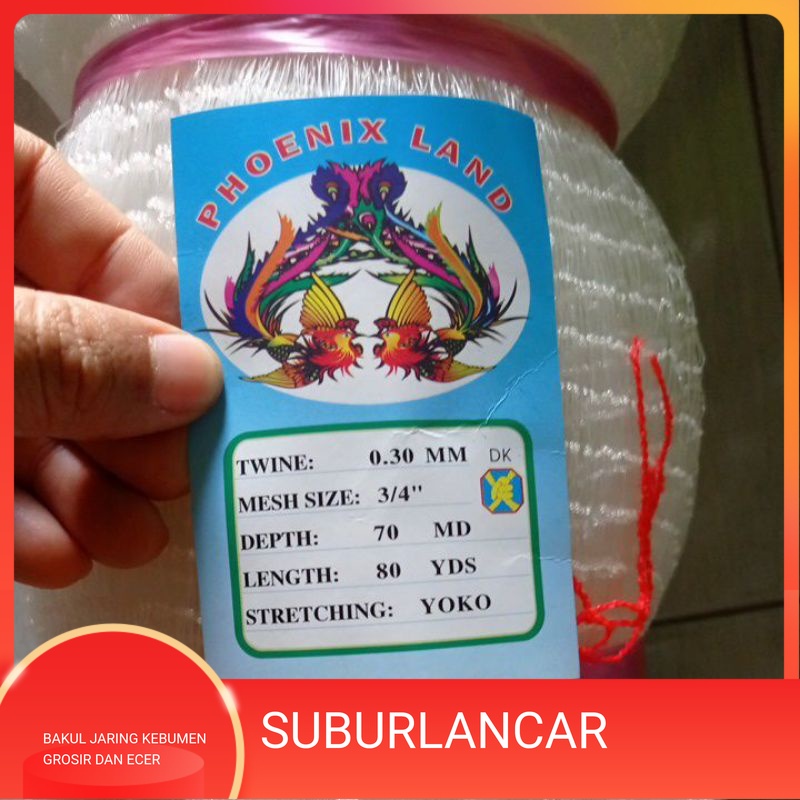 PHOENIX LAND
TWINE: 0.30 MM DK
MESH SIZE: 3/4"
DEPTH: 70 MD
LENGTH: 80 YDS
STRETCHING: YOKO
BAKUL JARING KEBUMEN
GROSIR DAN ECER
SUBURLANCAR